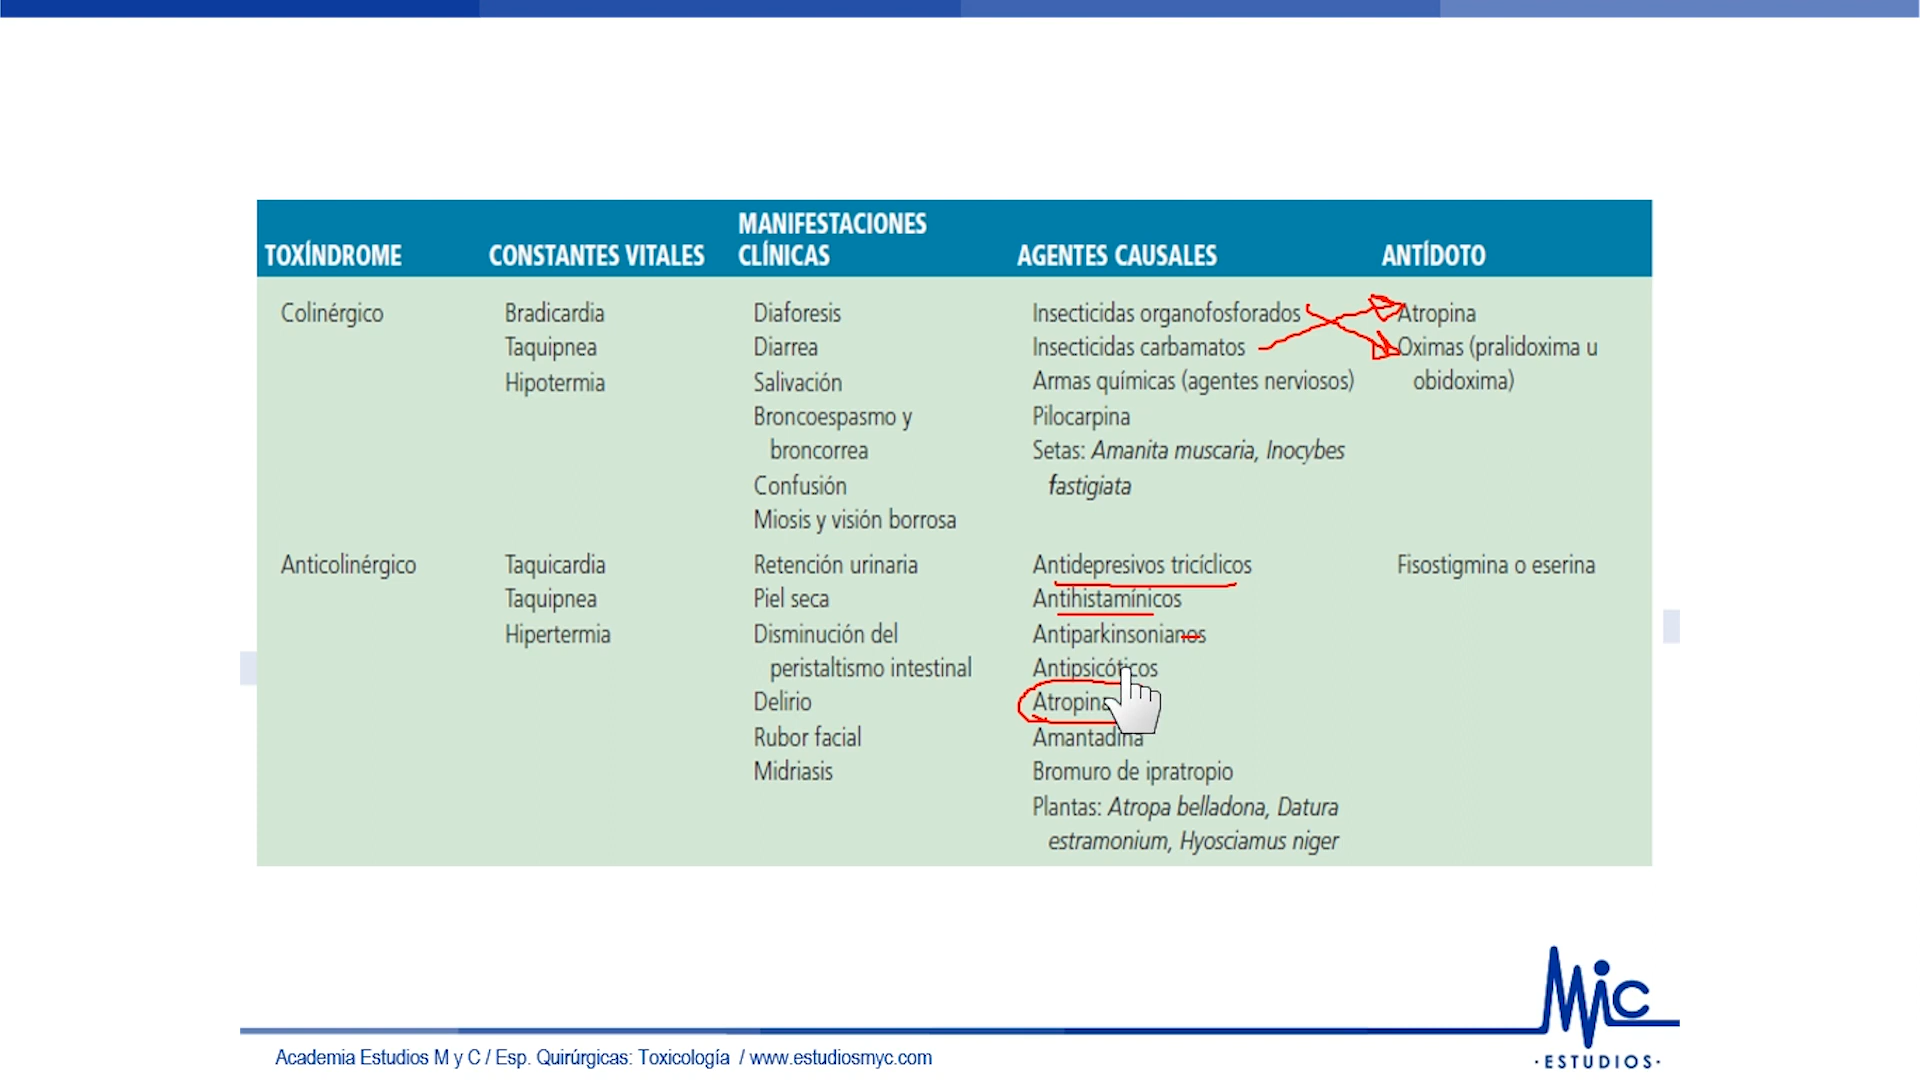 TOXÍNDROME CONSTANTES VITALES MANIFESTACIONES CLÍNICAS AGENTES CAUSALES ANTÍDOTO
Colinérgico Bradicardia Diaforesis Insecticidas organofosforados Atropina
Taquipnea Diarrea Insecticidas carbamatos Oximas (pralidoxima u
Hipotermia Salivación Armas químicas (agentes nerviosos) obidoxima)
Broncoespasmo y Pilocarpina
broncorrea Setas: Amanita muscaria, Inocybes
Confusión fastigiata
Miosis y visión borrosa
Anticolinérgico Taquicardia Retención urinaria Antidepresivos tricíclicos Fisostigmina o eserina
Taquipnea Piel seca Antihistamínicos
Hipertermia Disminución del Antiparkinsonianos
peristaltismo intestinal Antipsicóticos
Delirio Atropina
Rubor facial Amantadina
Midriasis Bromuro de ipratropio
Plantas: Atropa belladona, Datura
estramonium, Hyosciamus niger
MiC
·ESTUDIOS·
Academia Estudios M y C / Esp. Quirúrgicas: Toxicología / www.estudiosmyc.com